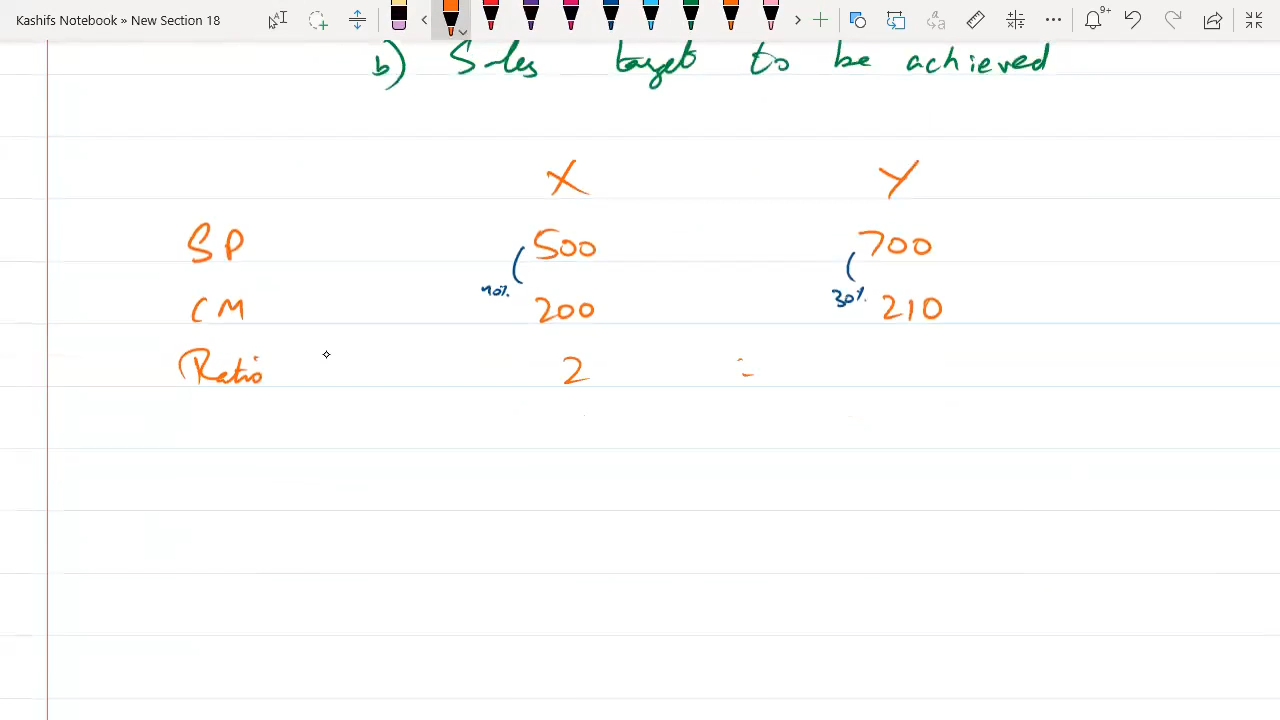 Kashifs Notebook » New Section 18 9+
b) Sales target to be achieved
X Y
SP 500 700
40% 30%
CM 200 210
Ratio 2 :